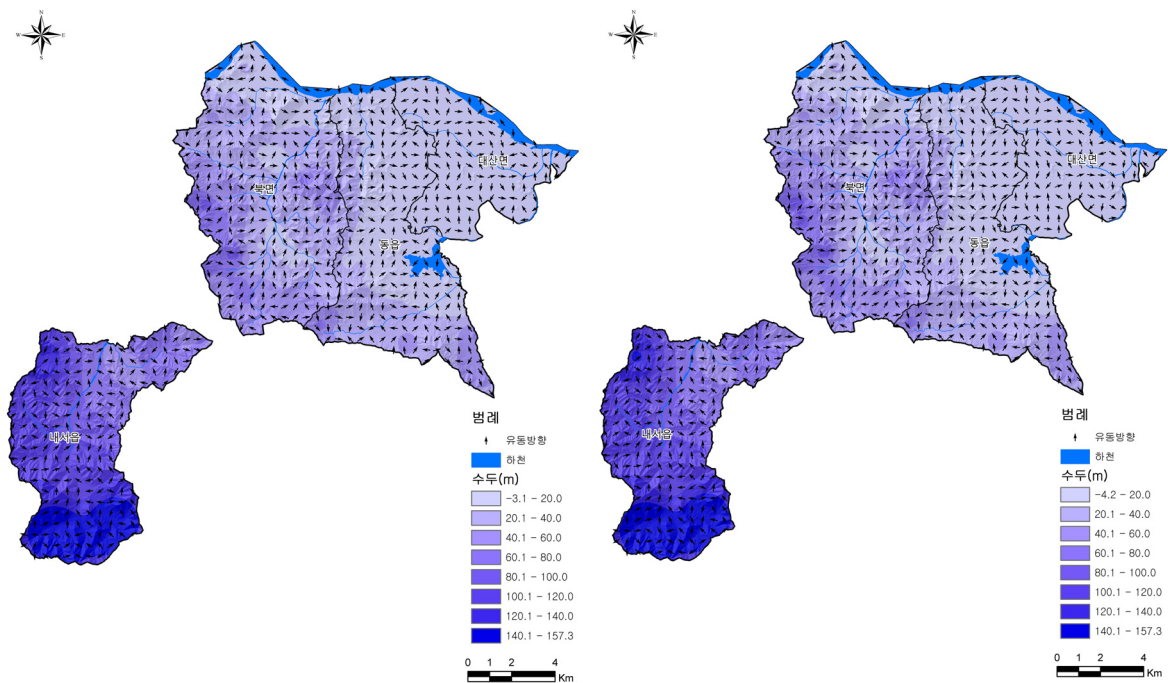 N
W
E
S
대산면
북면
동읍
내서읍
범례
유동방향
하천
수두(m)
-3.1 - 20.0
20.1 - 40.0
40.1 - 60.0
60.1 - 80.0
80.1 - 100.0
100.1 - 120.0
120.1 - 140.0
140.1 - 157.3
0 1 2 4
Km
N
W
E
S
대산면
북면
동읍
내서읍
범례
유동방향
하천
수두(m)
-4.2 - 20.0
20.1 - 40.0
40.1 - 60.0
60.1 - 80.0
80.1 - 100.0
100.1 - 120.0
120.1 - 140.0
140.1 - 157.3
0 1 2 4
Km